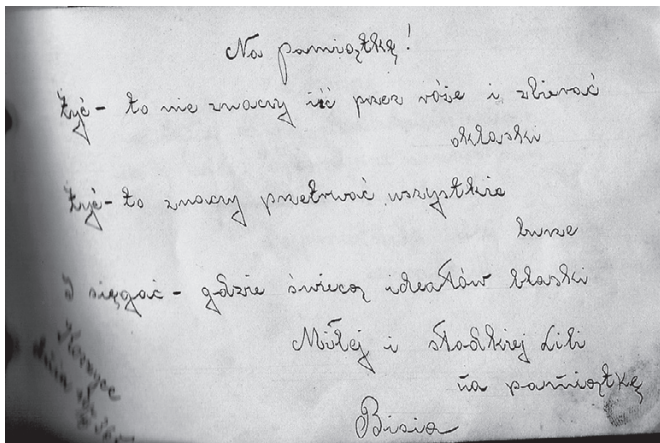 Na pamiątkę!
Żyć - to nie znaczy iść przez róże i zbierać
oklaski
Żyć - to znaczy przetrwać wszystkie
burze
I sięgać - gdzie świecą ideałów blaski
Miłej i słodkiej Lili
na pamiątkę
Bisia
Korzec